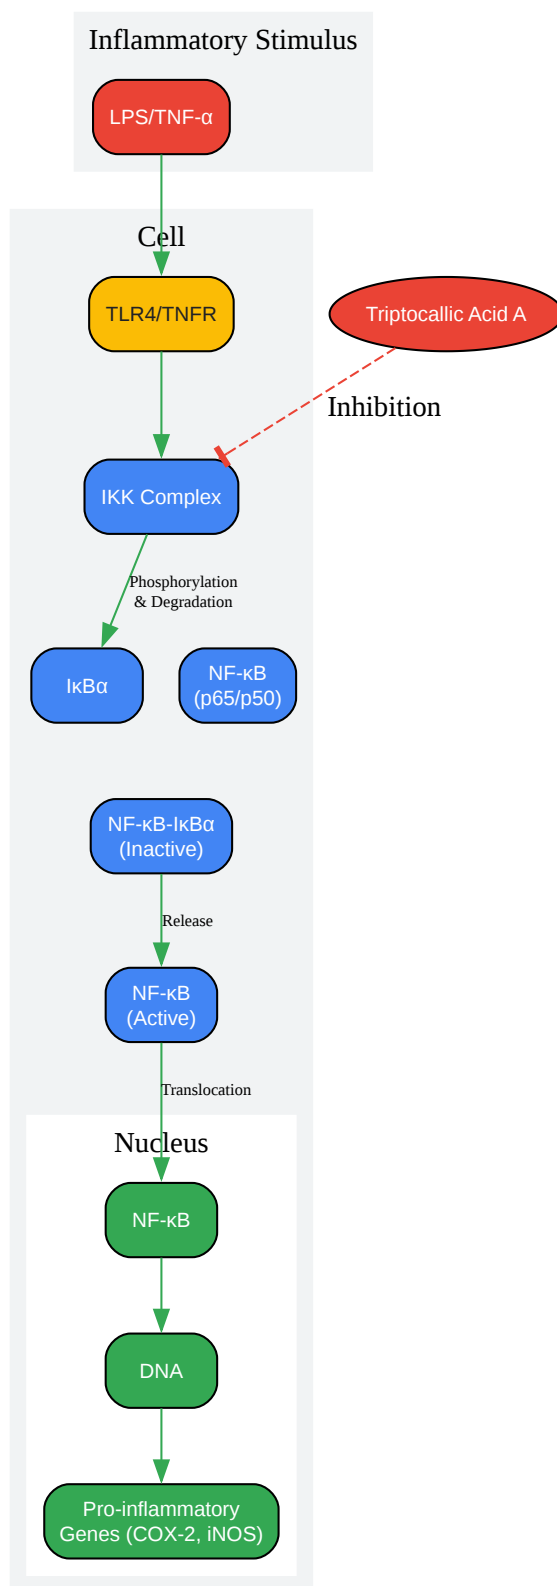 Inflammatory Stimulus
LPS/TNF-α
Cell
TLR4/TNFR
Triptocallic Acid A
Inhibition
IKK Complex
Phosphorylation
& Degradation
IκBα
NF-κB
(p65/p50)
NF-κB-IκBα
(Inactive)
Release
NF-κB
(Active)
Translocation
Nucleus
NF-κB
DNA
Pro-inflammatory
Genes (COX-2, iNOS)